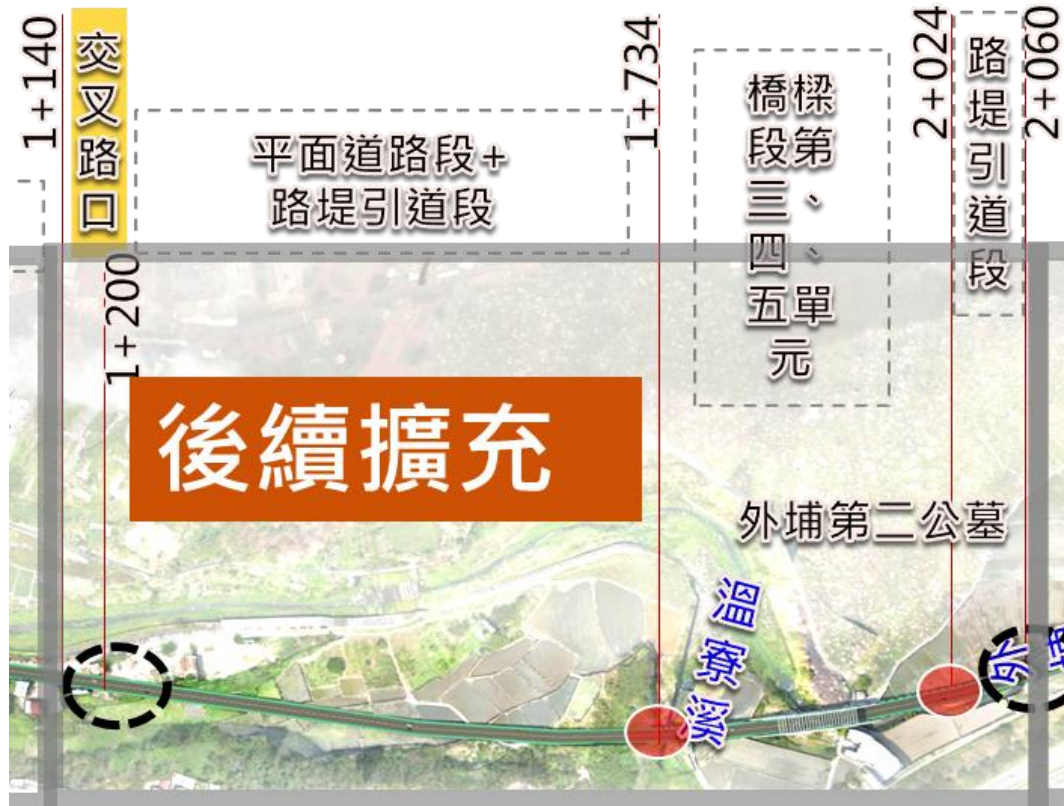 1+140
交叉路口
1+200
平面道路段+
路堤引道段
1+734
橋樑
段第
三、
四、
五單
元
2+024
路堤引道段
2+060
後續擴充
外埔第二公墓
溫寮溪
外